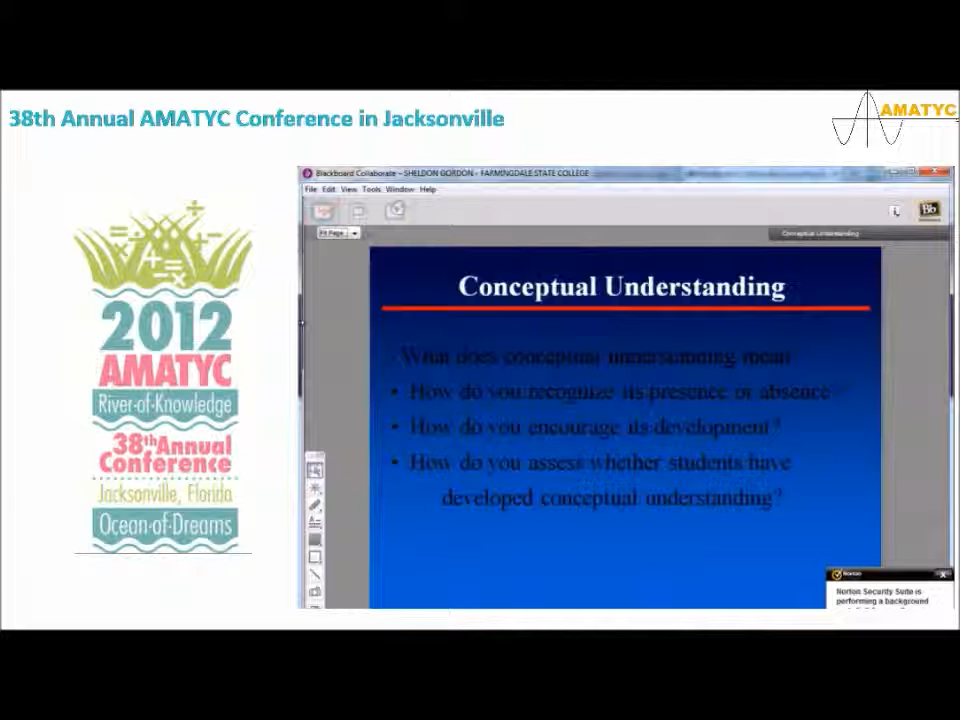 38th Annual AMATYC Conference in Jacksonville
AMATYC
2012
AMATYC
River-of-Knowledge
38th Annual
Conference
Jacksonville, Florida
Ocean-of-Dreams
Blackboard Collaborate – SHELDON GORDON - FARMINGDALE STATE COLLEGE
File Edit View Tools Window Help
Bb
Fit Page
Conceptual Understanding
Conceptual Understanding
What does conceptual understanding mean
• How do you recognize its presence or absence
• How do you encourage its development?
• How do you assess whether students have
developed conceptual understanding?
Norton
Norton Security Suite is
performing a background